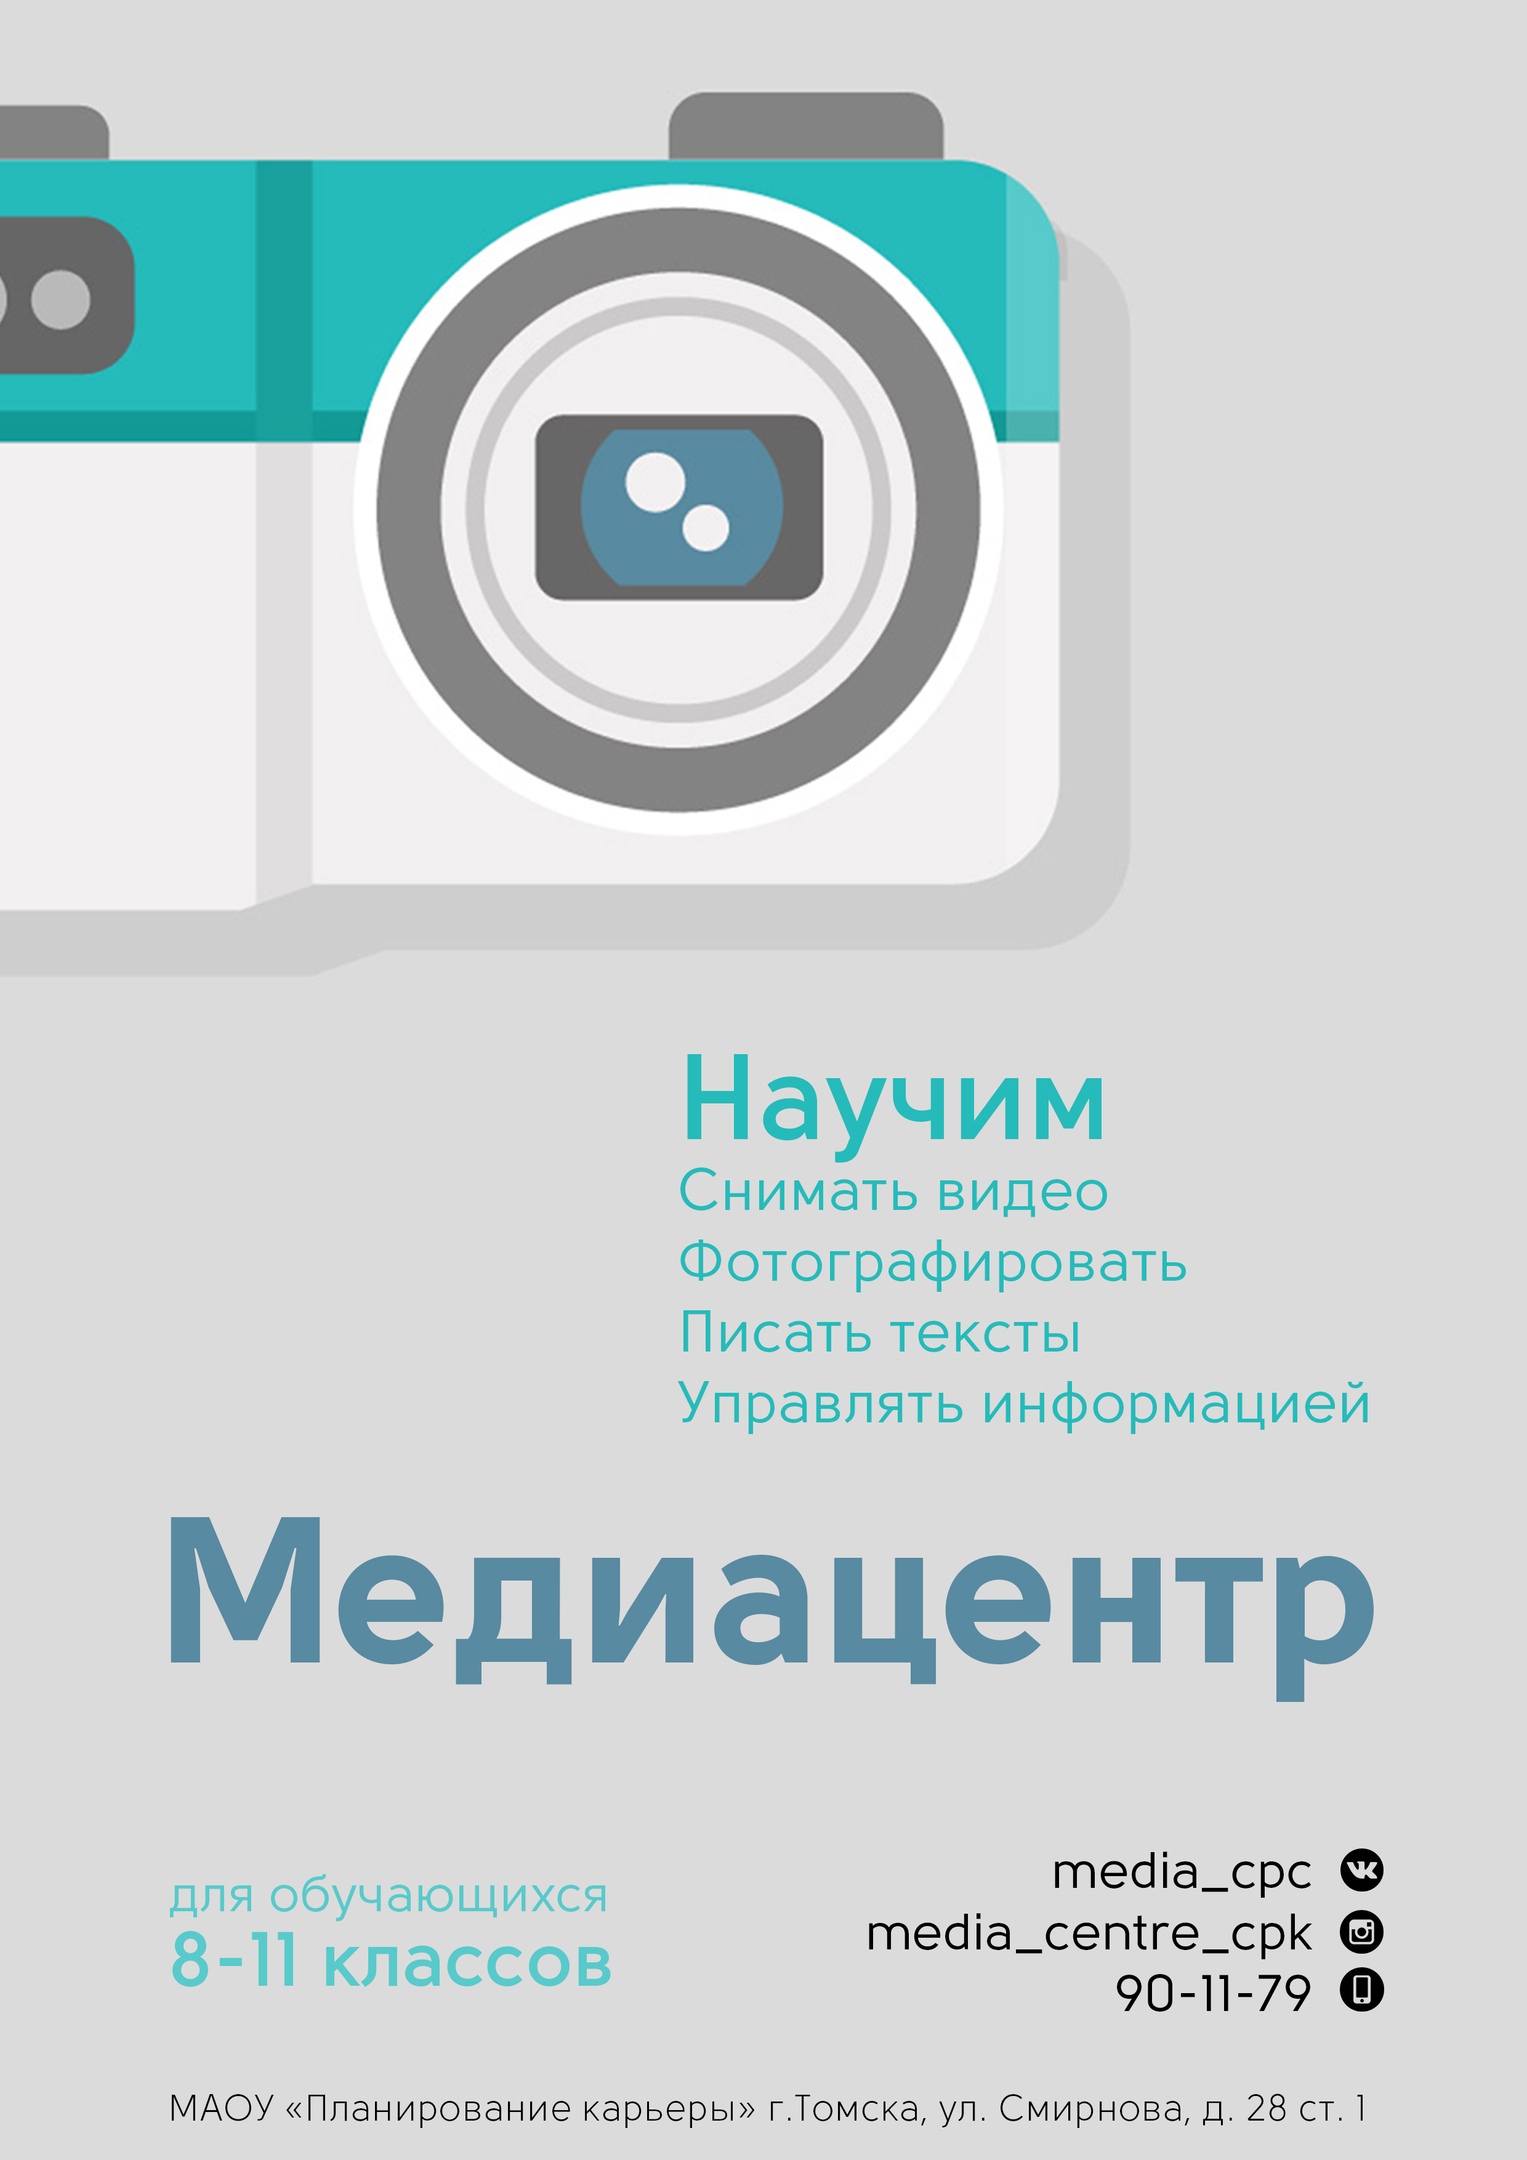 Научим
Снимать видео
Фотографировать
Писать тексты
Управлять информацией
Медиацентр
для обучающихся
8-11 классов
media_cpc
media_centre_cpk
90-11-79
МАОУ «Планирование карьеры» г.Томска, ул. Смирнова, д. 28 ст. 1